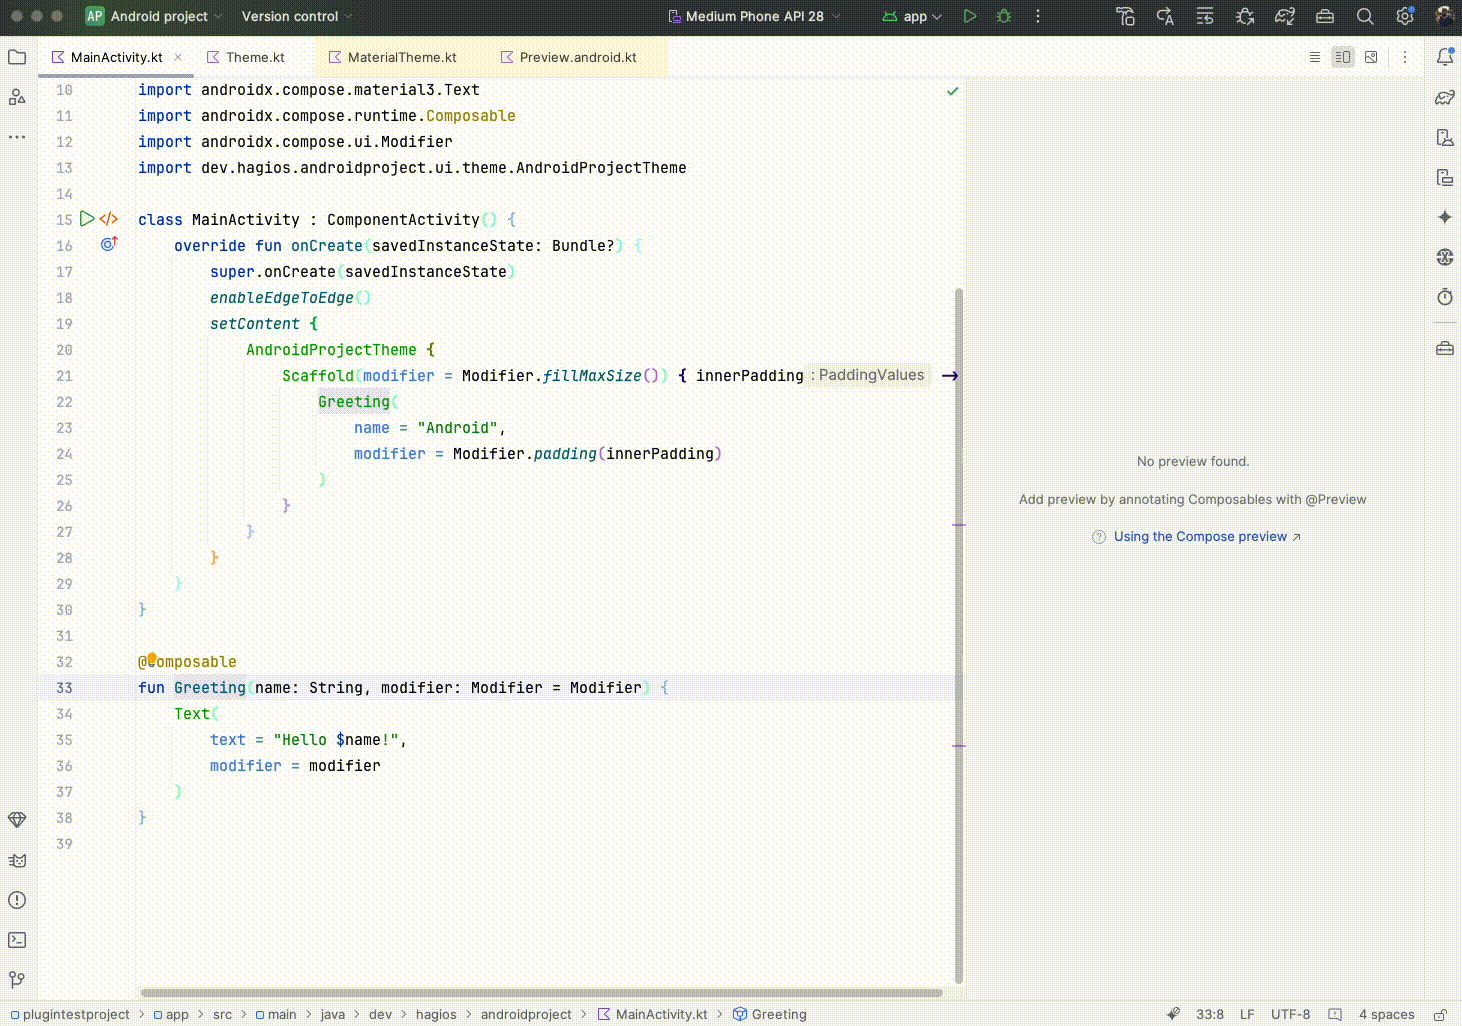 AP Android project Version control Medium Phone API 28 app
MainActivity.kt Theme.kt MaterialTheme.kt Preview.android.kt
10 import androidx.compose.material3.Text
11 import androidx.compose.runtime.Composable
12 import androidx.compose.ui.Modifier
13 import dev.hagios.androidproject.ui.theme.AndroidProjectTheme
14
15 class MainActivity : ComponentActivity() {
16 override fun onCreate(savedInstanceState: Bundle?) {
17 super.onCreate(savedInstanceState)
18 enableEdgeToEdge()
19 setContent {
20 AndroidProjectTheme {
21 Scaffold(modifier = Modifier.fillMaxSize()) { innerPadding : PaddingValues →
22 Greeting(
23 name = "Android",
24 modifier = Modifier.padding(innerPadding)
25 )
26 }
27 }
28 }
29 }
30 }
31
32 @Composable
33 fun Greeting(name: String, modifier: Modifier = Modifier) {
34 Text(
35 text = "Hello $name!",
36 modifier = modifier
37 )
38 }
39
No preview found.
Add preview by annotating Composables with @Preview
Using the Compose preview ↗
plugintestproject > app > src > main > java > dev > hagios > androidproject > MainActivity.kt > Greeting 33:8 LF UTF-8 4 spaces